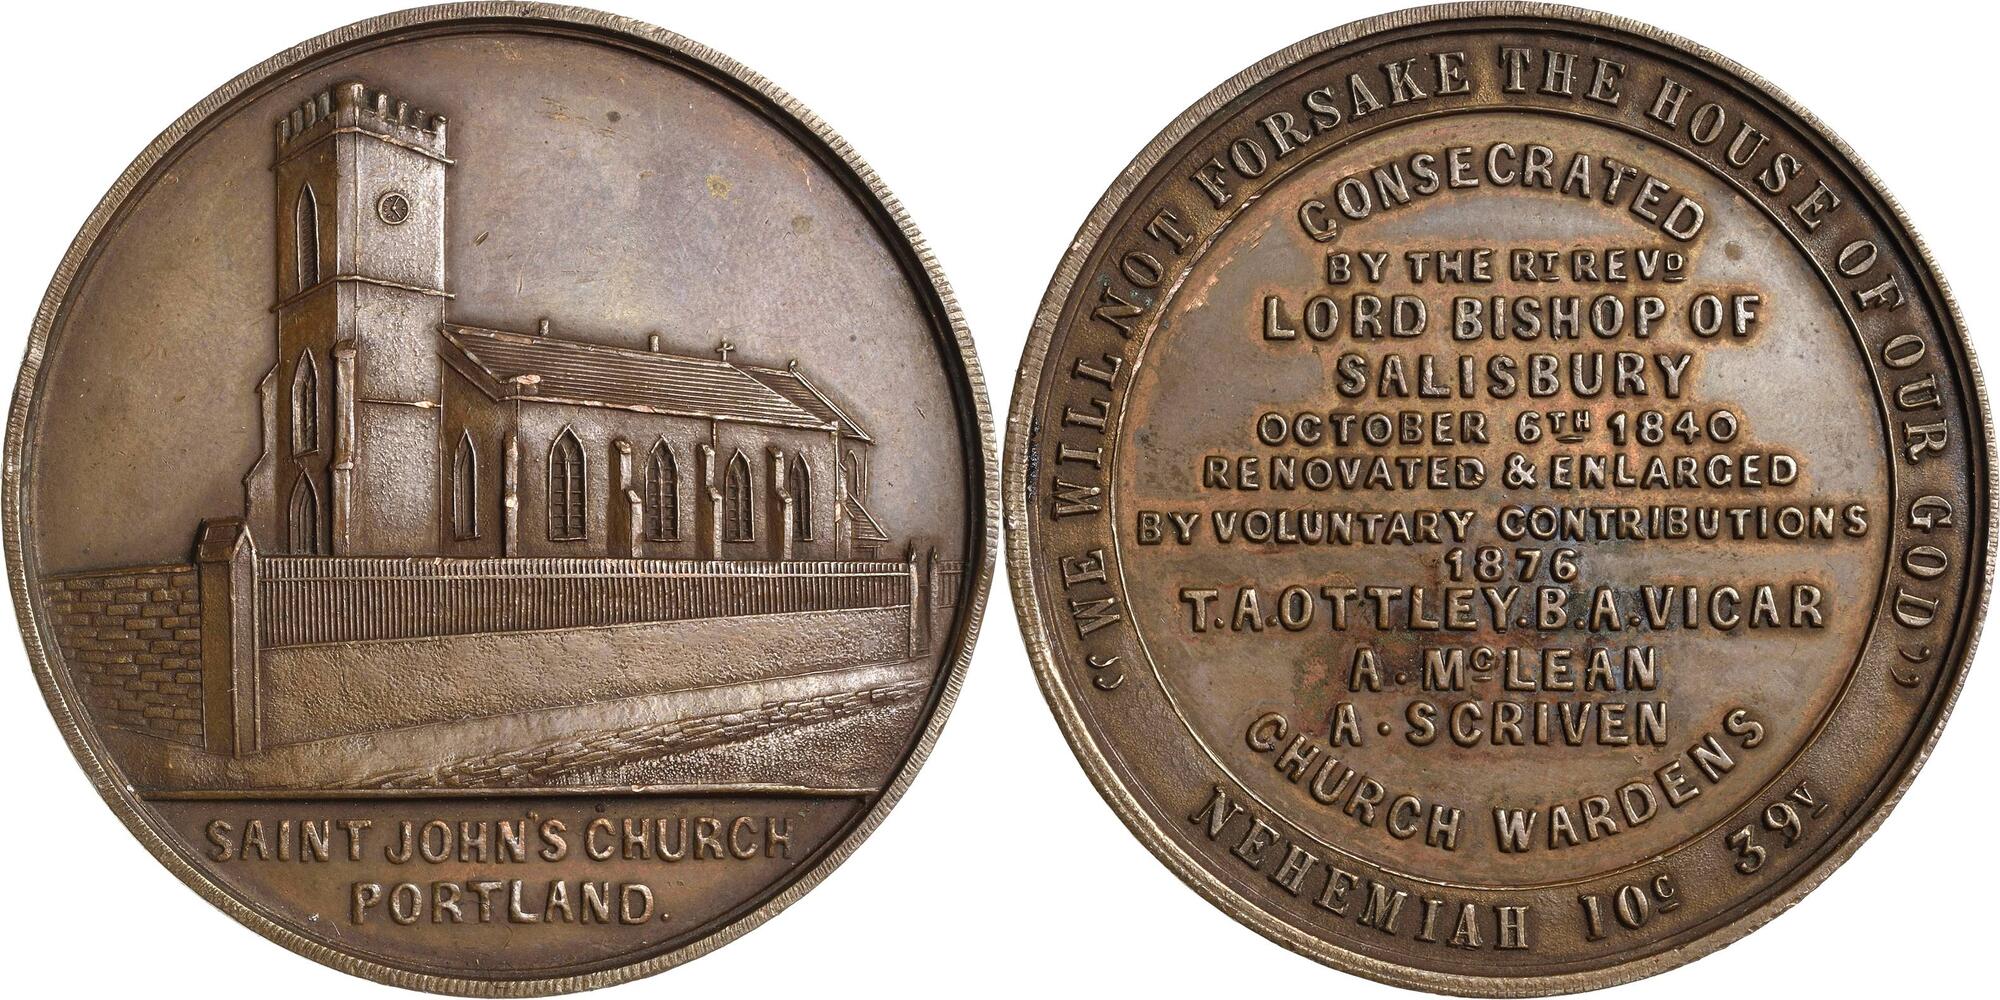 SAINT JOHN'S CHURCH
PORTLAND.
"WE WILL NOT FORSAKE THE HOUSE OF OUR GOD"
NEHEMIAH 10c 39v
CONSECRATED
BY THE RT REVD
LORD BISHOP OF
SALISBURY
OCTOBER 6TH 1840
RENOVATED & ENLARGED
BY VOLUNTARY CONTRIBUTIONS
1876
T.A.OTTLEY.B.A.VICAR
A. McLEAN
A. SCRIVEN
CHURCH WARDENS